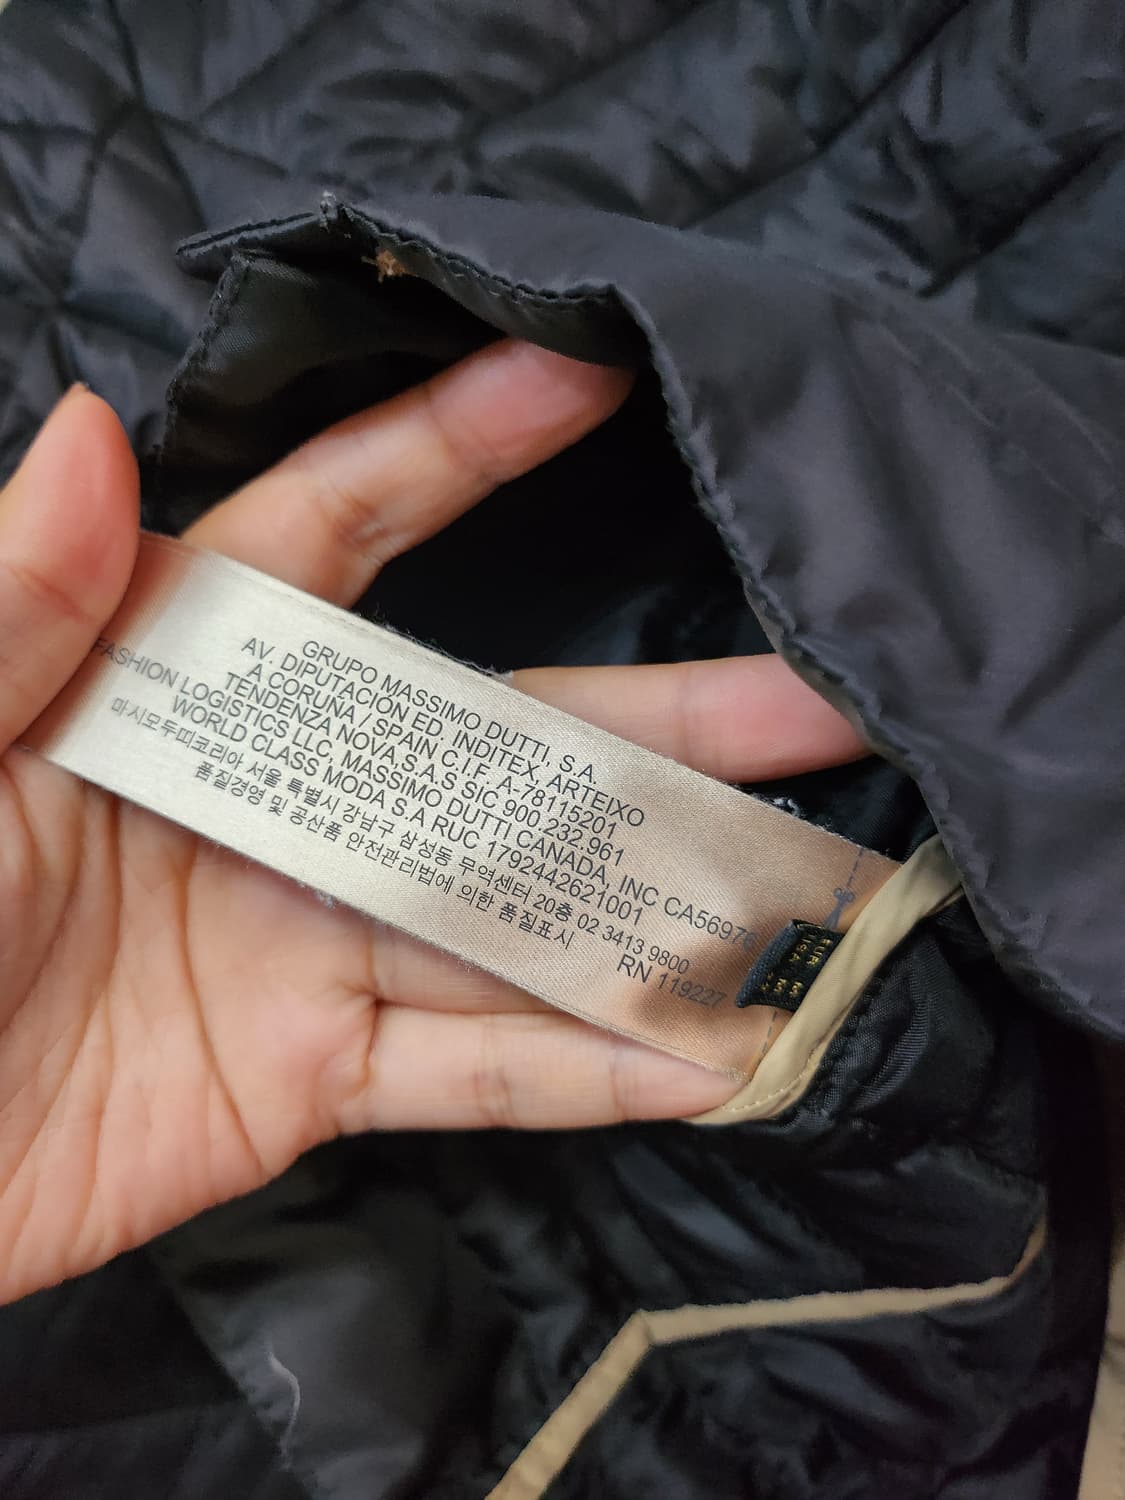 GRUPO MASSIMO DUTTI, S.A.
AV. DIPUTACIÓN ED. INDITEX, ARTEIXO
A CORUÑA / SPAIN C.I.F. A-78115201
TENDENZA NOVA S.A.S SIC 900.232.961
FASHION LOGISTICS LLC, MASSIMO DUTTI CANADA, INC CA56976
WORLD CLASS MODA S.A RUC 1792442621001
마시모두띠코리아 서울 특별시 강남구 삼성동 무역센터 20층 02 3413 9800
품질경영 및 공산품 안전관리법에 의한 품질표시
RN 119227
EUR
USA